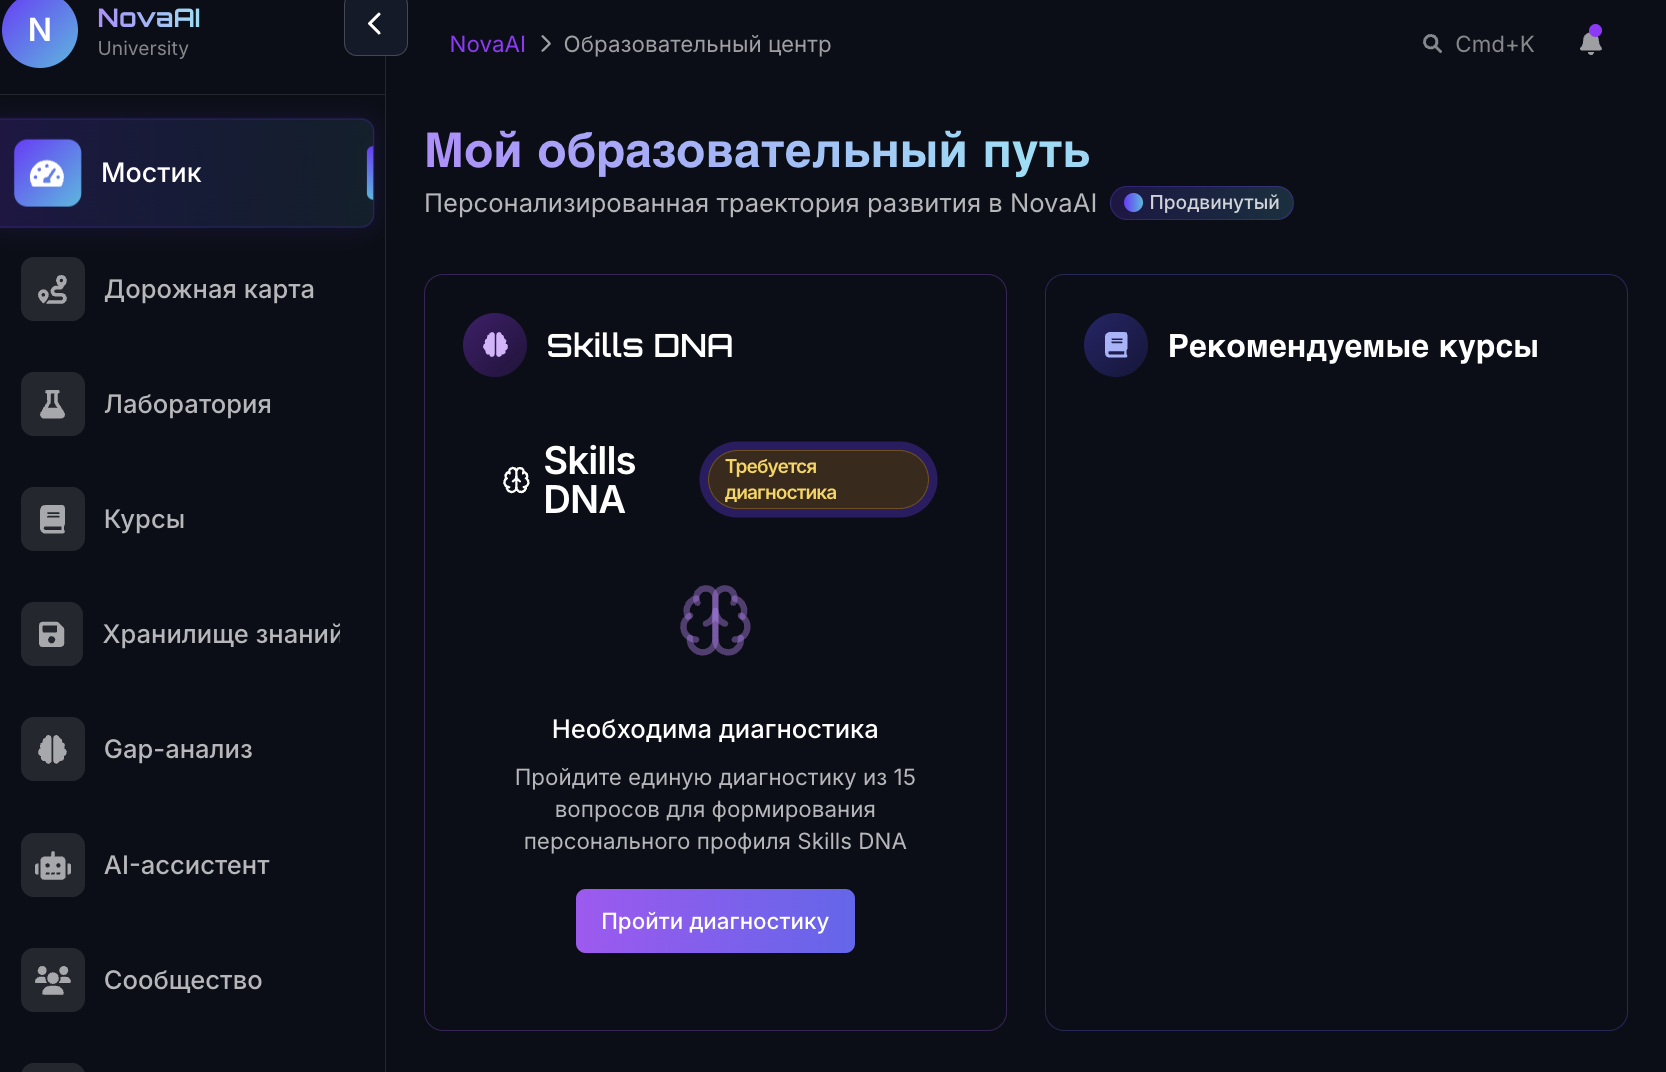 N
NovaAI
University
NovaAI > Образовательный центр
Cmd+K
Мостик
Дорожная карта
Лаборатория
Курсы
Хранилище знаний
Gap-анализ
AI-ассистент
Сообщество
Мой образовательный путь
Персонализированная траектория развития в NovaAI
Продвинутый
Skills DNA
Skills
DNA
Требуется
диагностика
Необходима диагностика
Пройдите единую диагностику из 15
вопросов для формирования
персонального профиля Skills DNA
Пройти диагностику
Рекомендуемые курсы